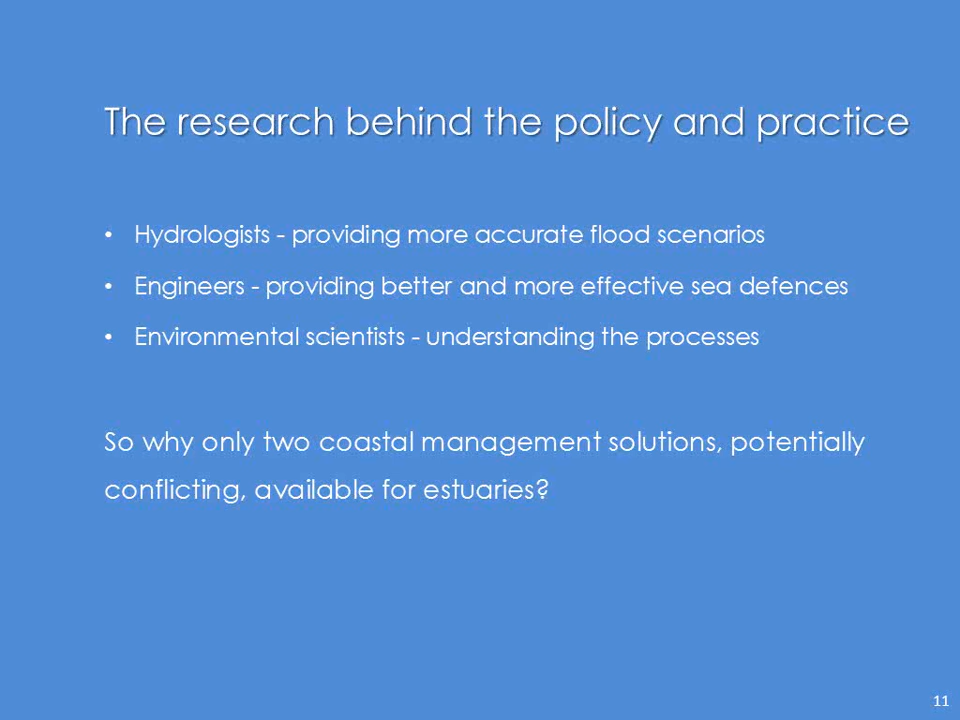 The research behind the policy and practice
• Hydrologists - providing more accurate flood scenarios
• Engineers - providing better and more effective sea defences
• Environmental scientists - understanding the processes
So why only two coastal management solutions, potentially
conflicting, available for estuaries?
11